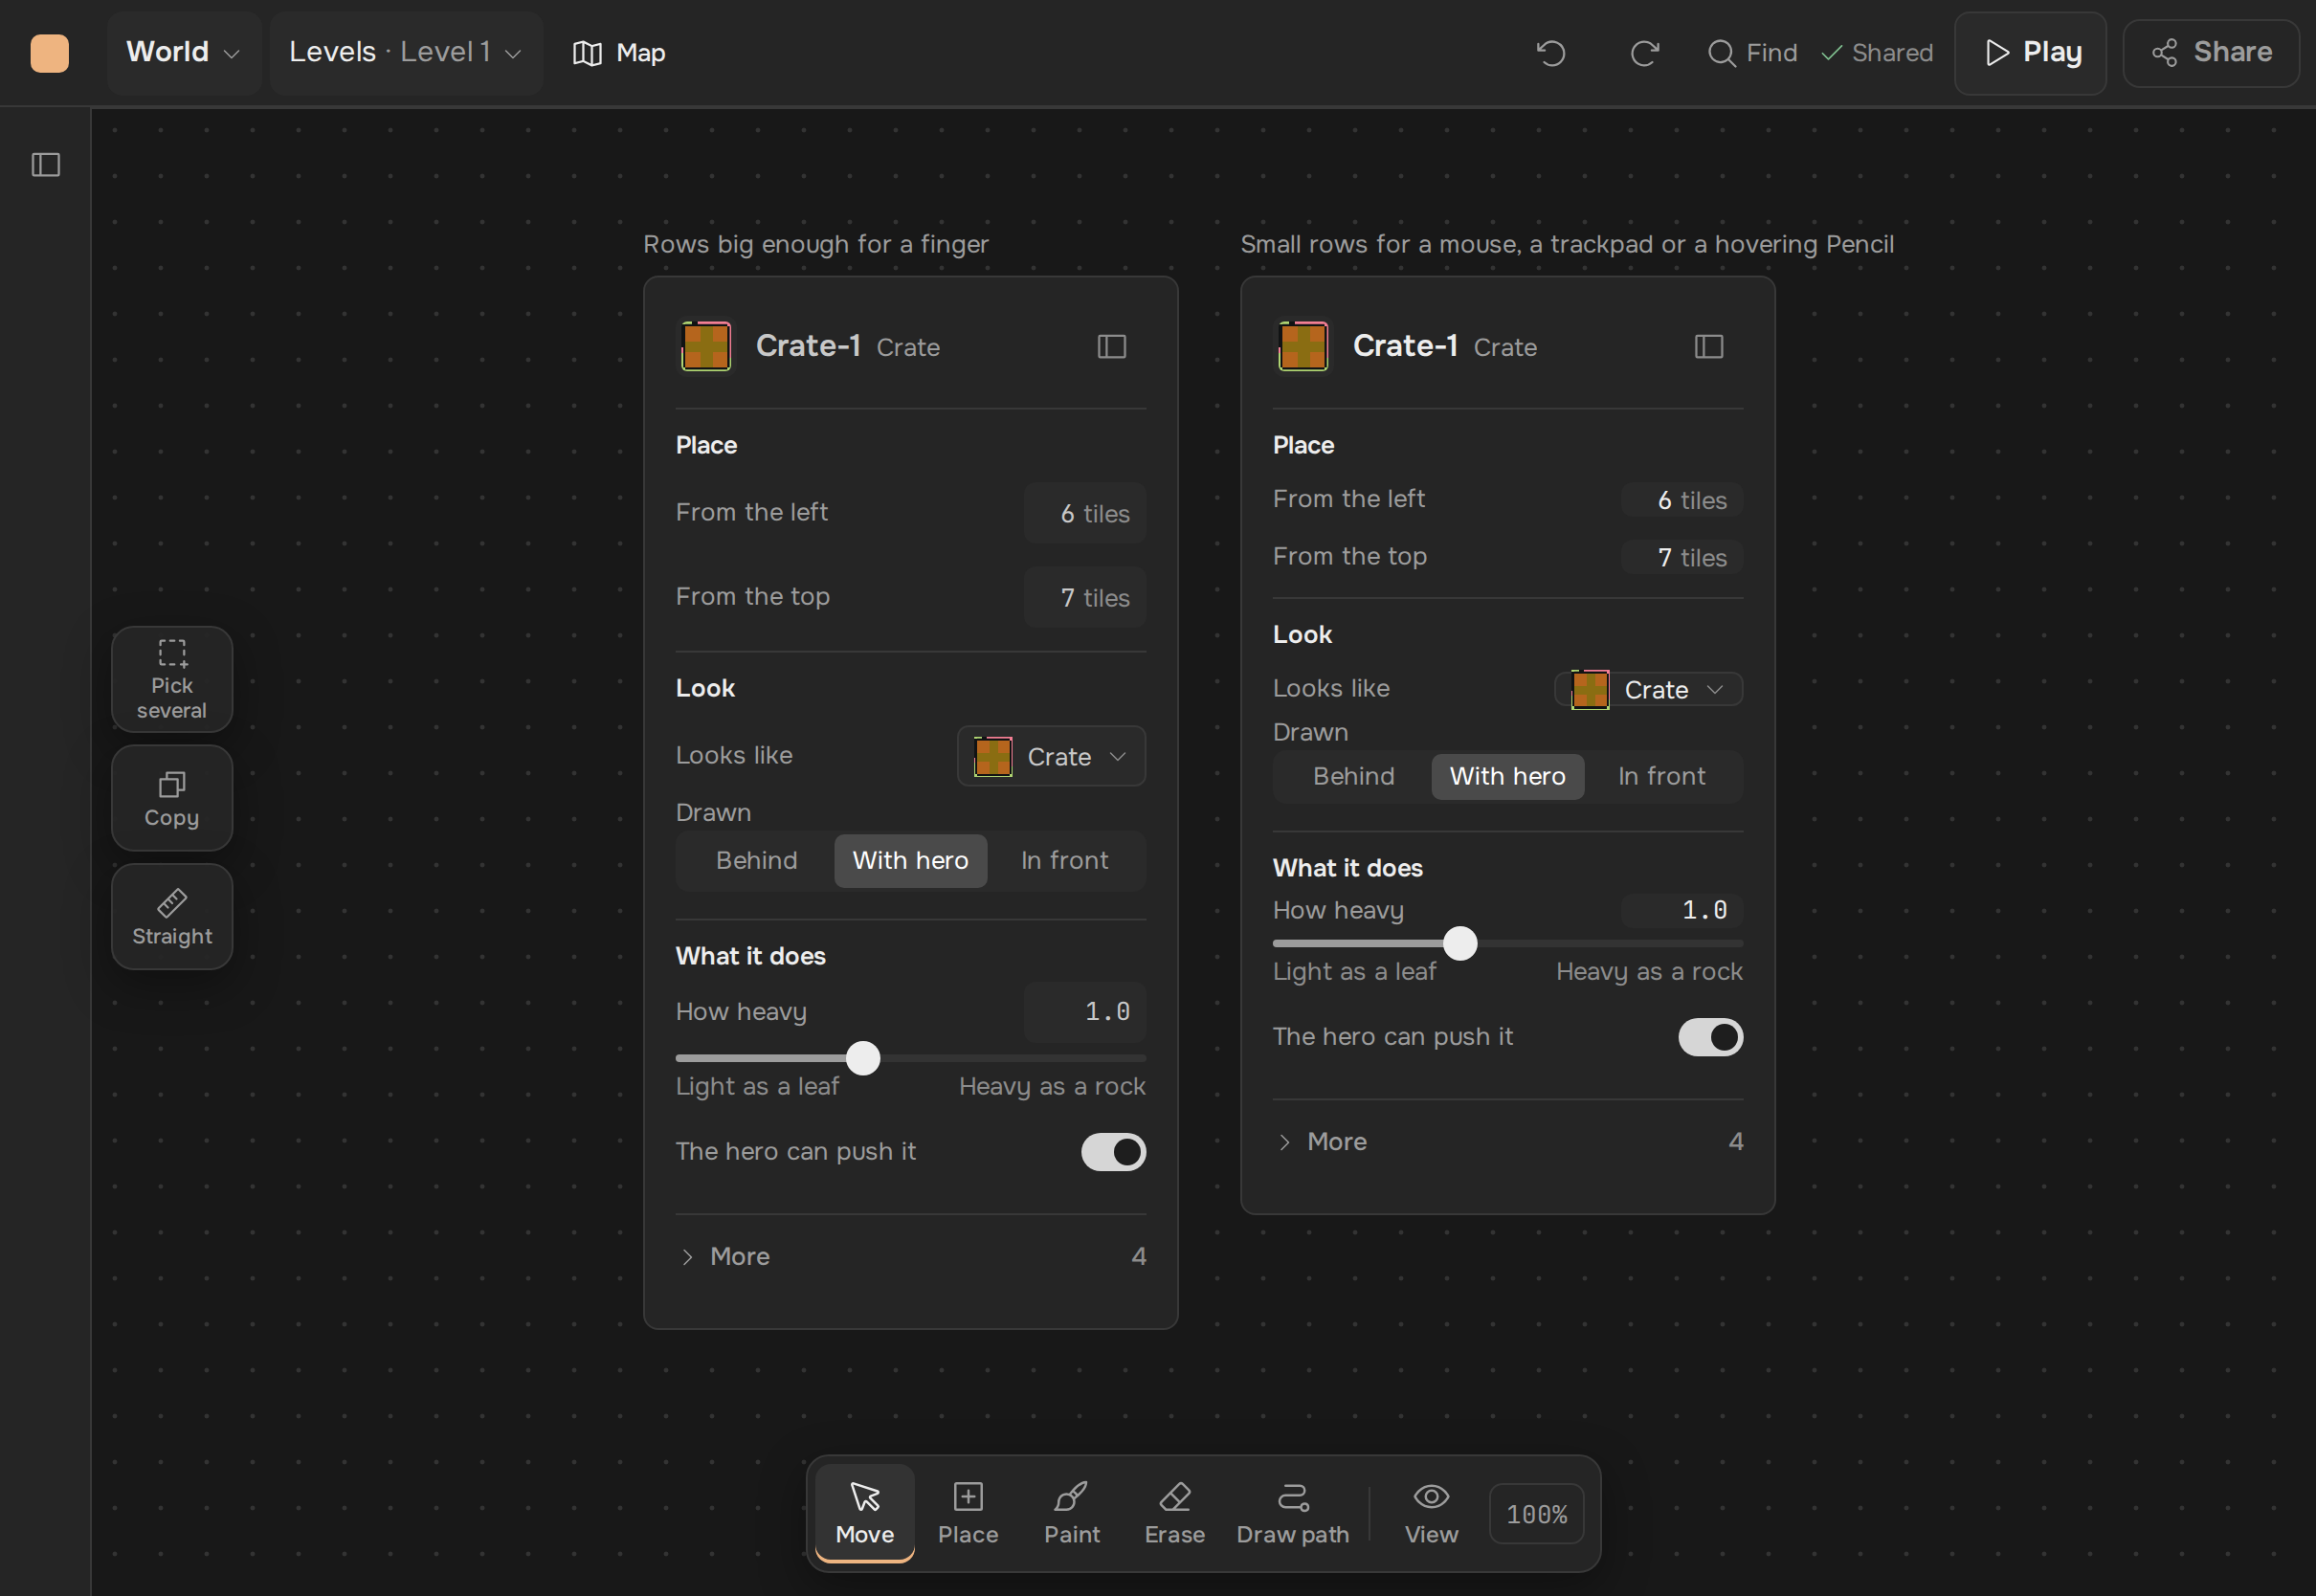 World
Levels · Level 1
Map
Find
Shared
Play
Share
Rows big enough for a finger
Crate-1 Crate
Place
From the left 6 tiles
From the top 7 tiles
Look
Looks like Crate
Drawn
Behind With hero In front
What it does
How heavy 1.0
Light as a leaf Heavy as a rock
The hero can push it
More 4
Small rows for a mouse, a trackpad or a hovering Pencil
Crate-1 Crate
Place
From the left 6 tiles
From the top 7 tiles
Look
Looks like Crate
Drawn
Behind With hero In front
What it does
How heavy 1.0
Light as a leaf Heavy as a rock
The hero can push it
More 4
Pick
several
Copy
Straight
Move
Place
Paint
Erase
Draw path
View
100%